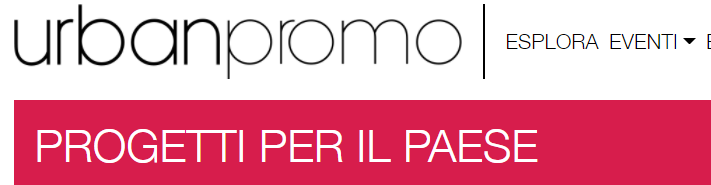 urbanpromo
ESPLORA EVENTI
PROGETTI PER IL PAESE